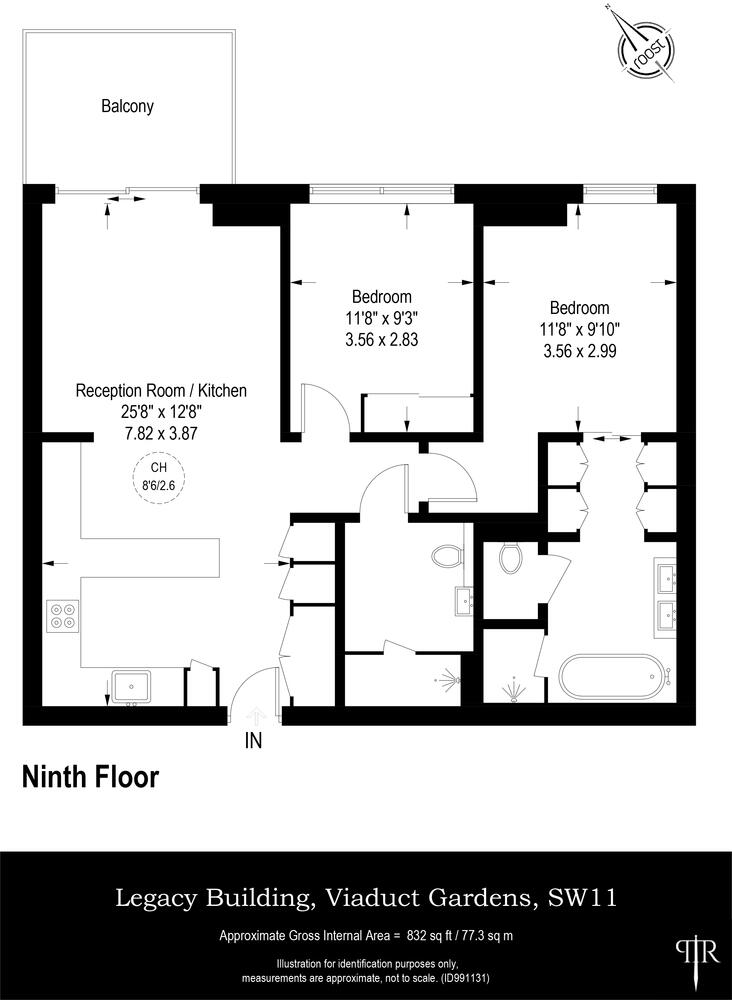 N
roost
Balcony
Bedroom
11'8" x 9'3"
3.56 x 2.83
Bedroom
11'8" x 9'10"
3.56 x 2.99
Reception Room / Kitchen
25'8" x 12'8"
7.82 x 3.87
CH
8'6/2.6
IN
Ninth Floor
Legacy Building, Viaduct Gardens, SW11
Approximate Gross Internal Area = 832 sq ft / 77.3 sq m
Illustration for identification purposes only,
measurements are approximate, not to scale. (ID991131)